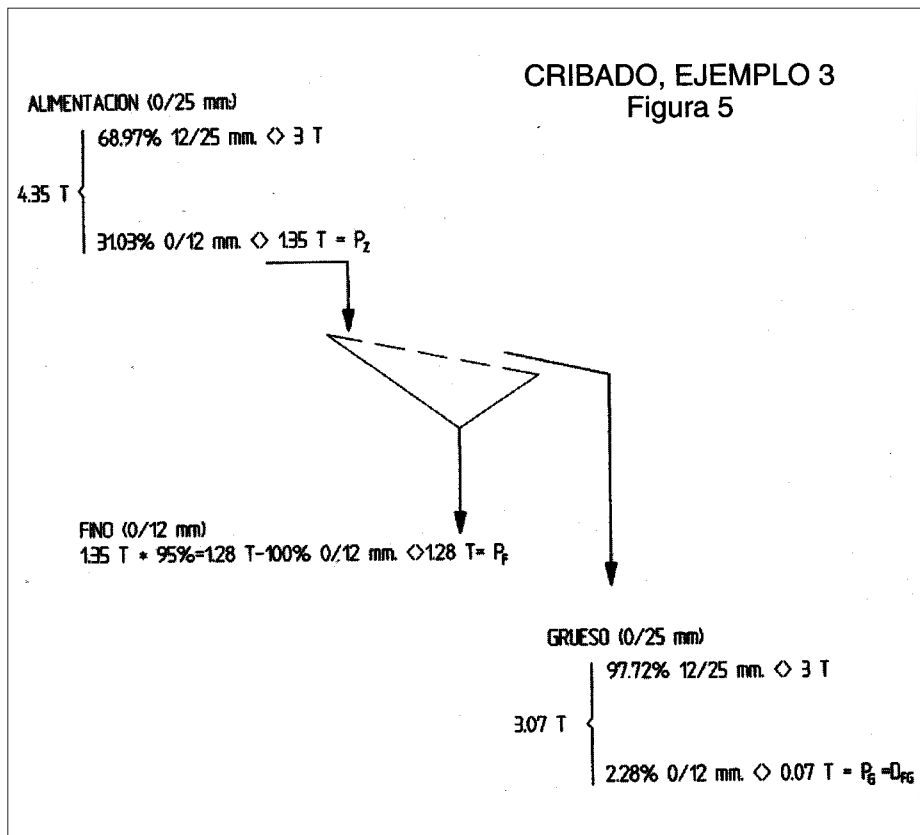 CRIBADO, EJEMPLO 3
Figura 5
ALIMENTACION (0/25 mm)
68.97% 12/25 mm. <> 3 T
4.35 T
31.03% 0/12 mm. <> 1.35 T = P_Z
FINO (0/12 mm)
1.35 T * 95%=1.28 T-100% 0/12 mm. <>1.28 T= P_F
GRUESO (0/25 mm)
97.72% 12/25 mm. <> 3 T
3.07 T
2.28% 0/12 mm. <> 0.07 T = P_G =D_FG